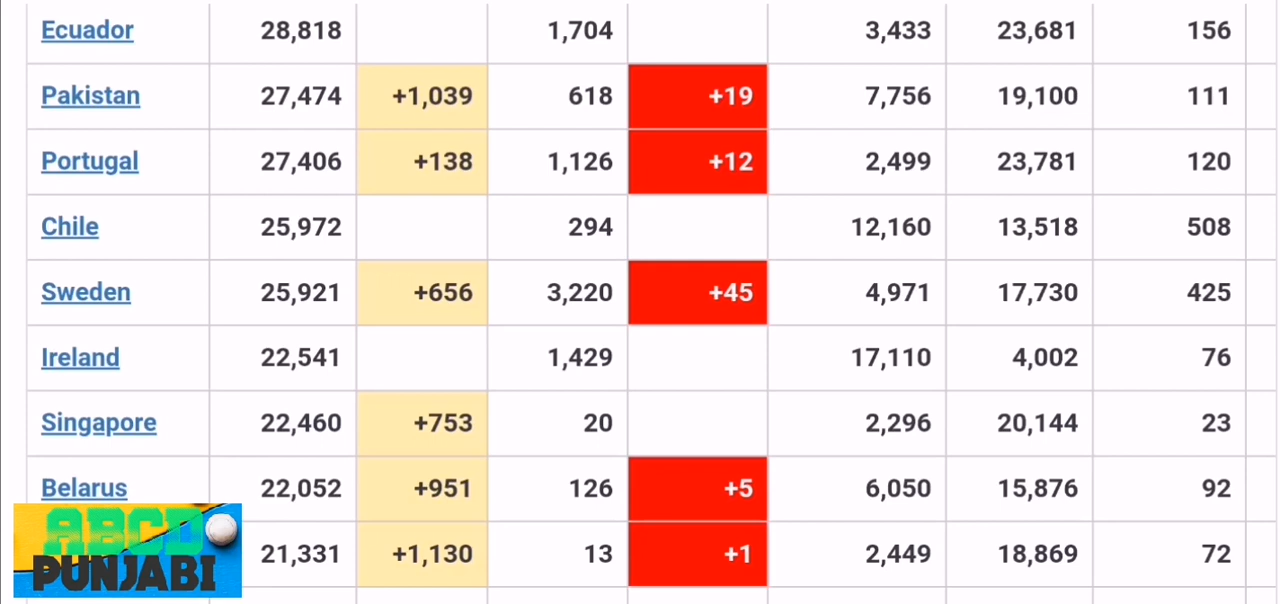 Ecuador 28,818 1,704 3,433 23,681 156
Pakistan 27,474 +1,039 618 +19 7,756 19,100 111
Portugal 27,406 +138 1,126 +12 2,499 23,781 120
Chile 25,972 294 12,160 13,518 508
Sweden 25,921 +656 3,220 +45 4,971 17,730 425
Ireland 22,541 1,429 17,110 4,002 76
Singapore 22,460 +753 20 2,296 20,144 23
Belarus 22,052 +951 126 +5 6,050 15,876 92
21,331 +1,130 13 +1 2,449 18,869 72
ABCD
PUNJABI